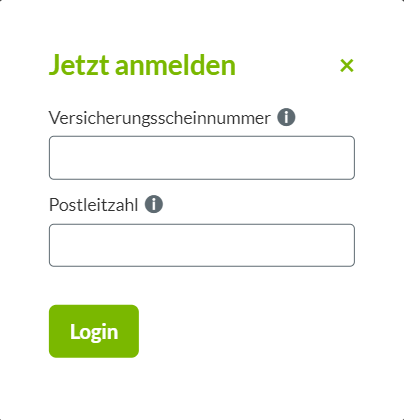 Jetzt anmelden ×
Versicherungsscheinnummer i
Postleitzahl i
Login